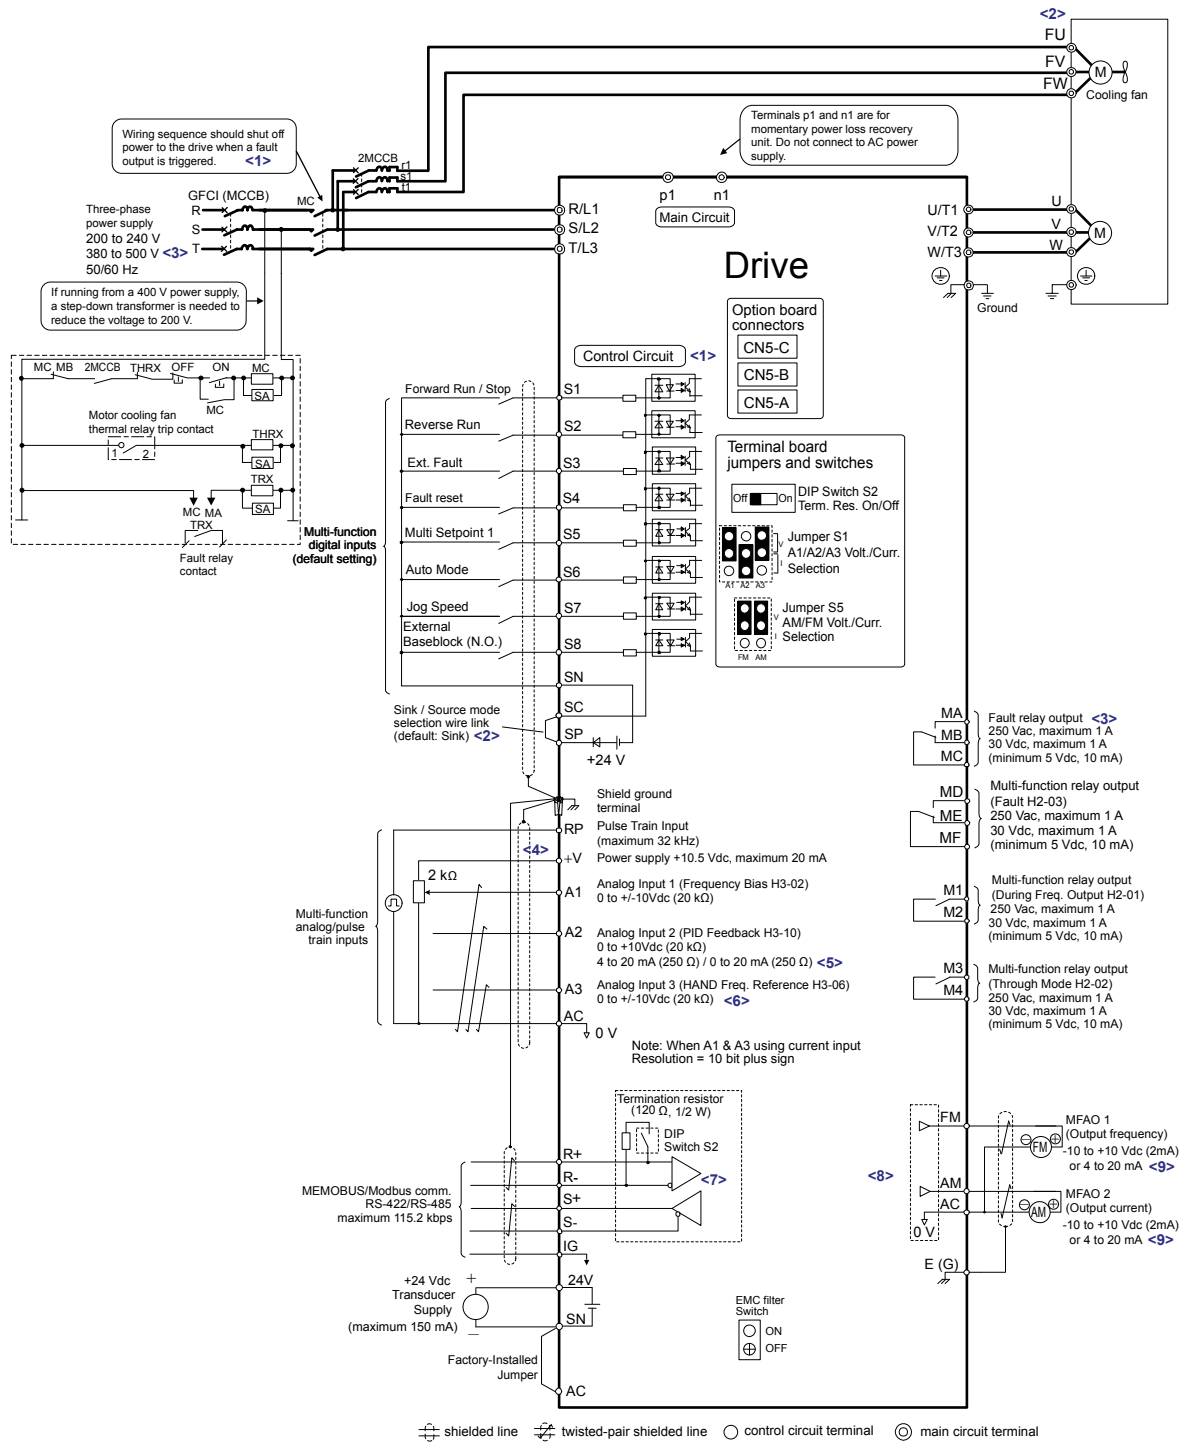 <2>
FU
FV
FW
M
Cooling fan
Wiring sequence should shut off
power to the drive when a fault
output is triggered. <1>
Terminals p1 and n1 are for
momentary power loss recovery
unit. Do not connect to AC power
supply.
2MCCB
r1
s1
t1
GFCI (MCCB)
MC
Three-phase
power supply
200 to 240 V
380 to 500 V <3>
50/60 Hz
R
S
T
R/L1
S/L2
T/L3
p1
n1
Main Circuit
U/T1
V/T2
W/T3
U
V
W
M
Ground
Drive
If running from a 400 V power supply,
a step-down transformer is needed to
reduce the voltage to 200 V.
MC_MB
2MCCB
THRX
OFF
ON
MC
SA
MC
Motor cooling fan
thermal relay trip contact
1
2
THRX
SA
TRX
SA
MC MA
TRX
Fault relay
contact
Option board
connectors
CN5-C
CN5-B
CN5-A
Control Circuit <1>
Terminal board
jumpers and switches
Off
On
DIP Switch S2
Term. Res. On/Off
Jumper S1
A1/A2/A3 Volt./Curr.
Selection
V
I
A1 A2 A3
Jumper S5
AM/FM Volt./Curr.
Selection
V
I
FM AM
Multi-function
digital inputs
(default setting)
Forward Run / Stop
S1
Reverse Run
S2
Ext. Fault
S3
Fault reset
S4
Multi Setpoint 1
S5
Auto Mode
S6
Jog Speed
S7
External
Baseblock (N.O.)
S8
SN
SC
SP
+24 V
Sink / Source mode
selection wire link
(default: Sink) <2>
MA
MB
MC
Fault relay output <3>
250 Vac, maximum 1 A
30 Vdc, maximum 1 A
(minimum 5 Vdc, 10 mA)
MD
ME
MF
Multi-function relay output
(Fault H2-03)
250 Vac, maximum 1 A
30 Vdc, maximum 1 A
(minimum 5 Vdc, 10 mA)
M1
M2
Multi-function relay output
(During Freq. Output H2-01)
250 Vac, maximum 1 A
30 Vdc, maximum 1 A
(minimum 5 Vdc, 10 mA)
M3
M4
Multi-function relay output
(Through Mode H2-02)
250 Vac, maximum 1 A
30 Vdc, maximum 1 A
(minimum 5 Vdc, 10 mA)
Shield ground
terminal
<4>
Multi-function
analog/pulse
train inputs
2 kΩ
RP
Pulse Train Input
(maximum 32 kHz)
+V
Power supply +10.5 Vdc, maximum 20 mA
A1
Analog Input 1 (Frequency Bias H3-02)
0 to +/-10Vdc (20 kΩ)
A2
Analog Input 2 (PID Feedback H3-10)
0 to +10Vdc (20 kΩ)
4 to 20 mA (250 Ω) / 0 to 20 mA (250 Ω) <5>
A3
Analog Input 3 (HAND Freq. Reference H3-06)
0 to +/-10Vdc (20 kΩ) <6>
AC
0 V
Note: When A1 & A3 using current input
Resolution = 10 bit plus sign
Termination resistor
(120 Ω, 1/2 W)
DIP
Switch S2
<7>
MEMOBUS/Modbus comm.
RS-422/RS-485
maximum 115.2 kbps
R+
R-
S+
S-
IG
<8>
FM
AM
AC
0 V
E (G)
FM
AM
MFAO 1
(Output frequency)
-10 to +10 Vdc (2mA)
or 4 to 20 mA <9>
MFAO 2
(Output current)
-10 to +10 Vdc (2mA)
or 4 to 20 mA <9>
+24 Vdc
Transducer
Supply
(maximum 150 mA)
+
−
24V
SN
Factory-Installed
Jumper
AC
EMC filter
Switch
ON
OFF
shielded line
twisted-pair shielded line
control circuit terminal
main circuit terminal